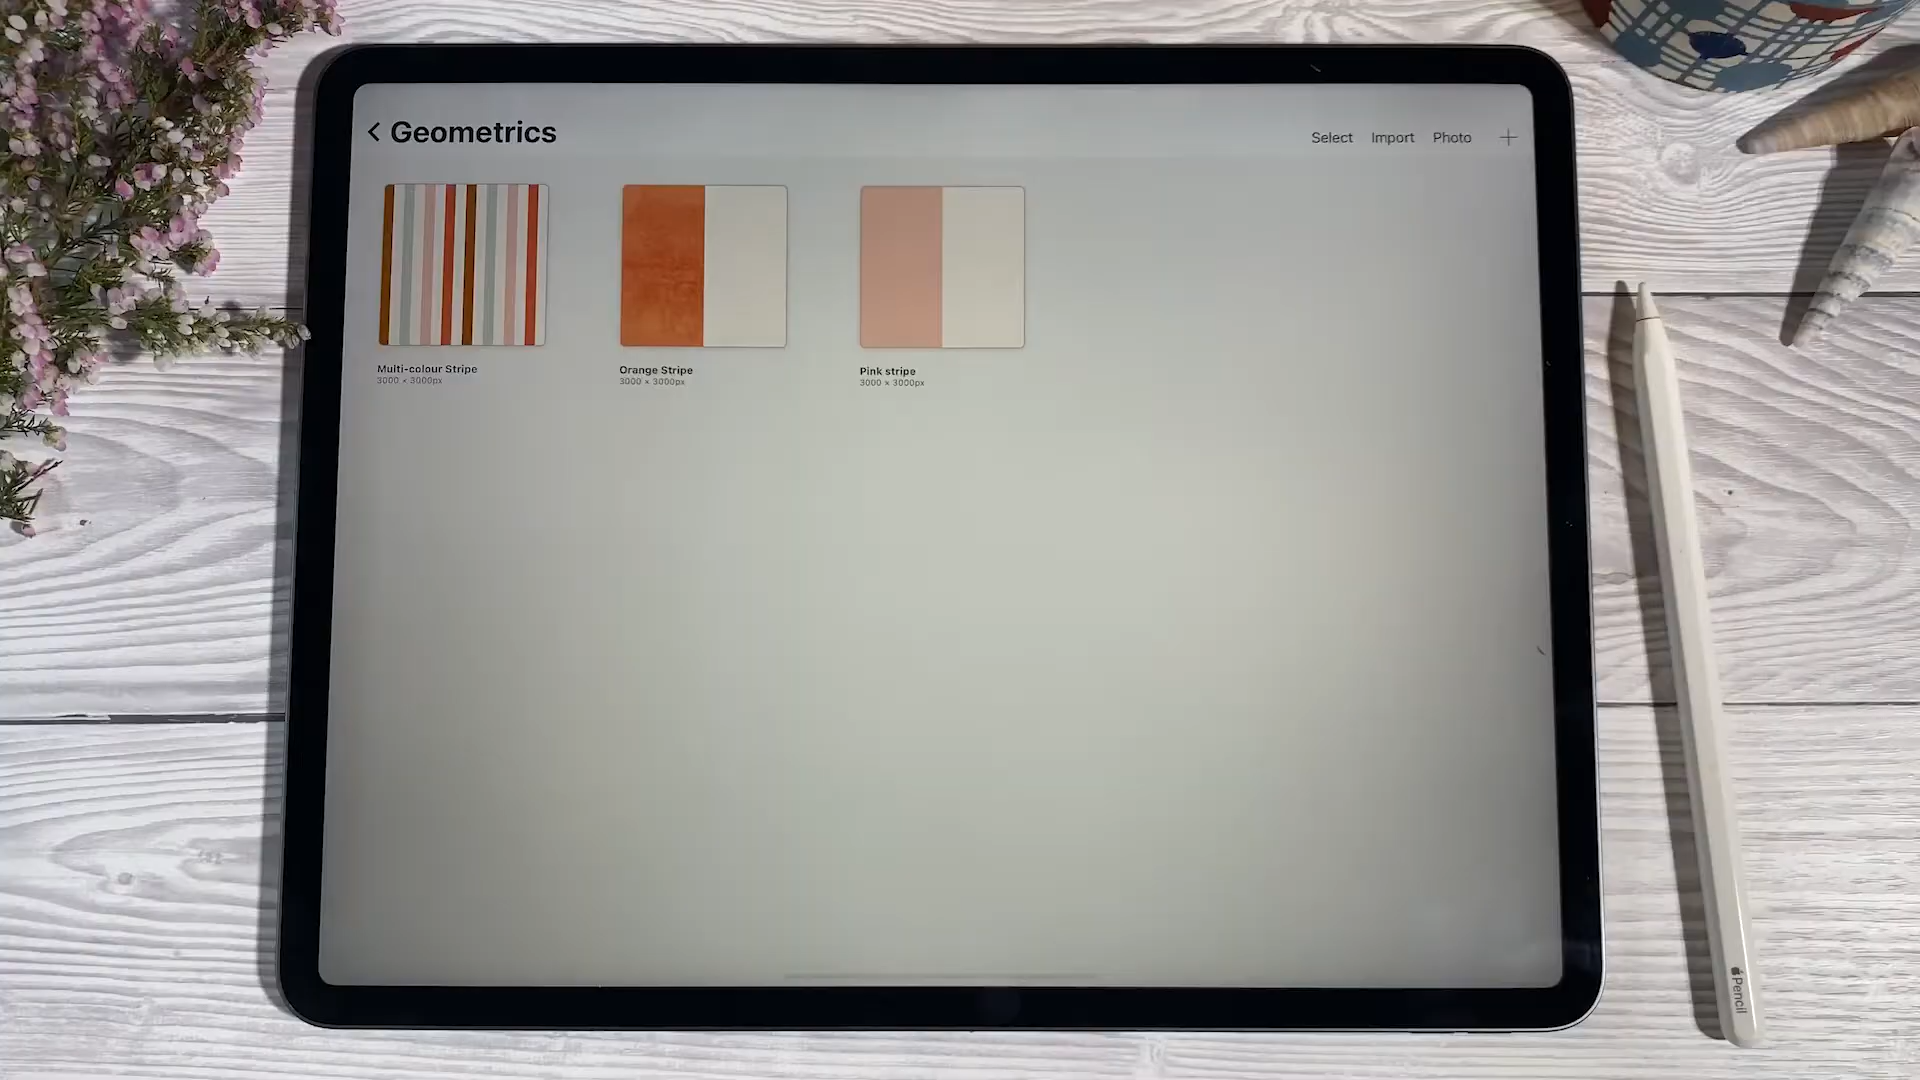 Geometrics
Select Import Photo
Multi-colour Stripe
3000 × 3000px
Orange Stripe
3000 × 3000px
Pink stripe
3000 × 3000px
Pencil